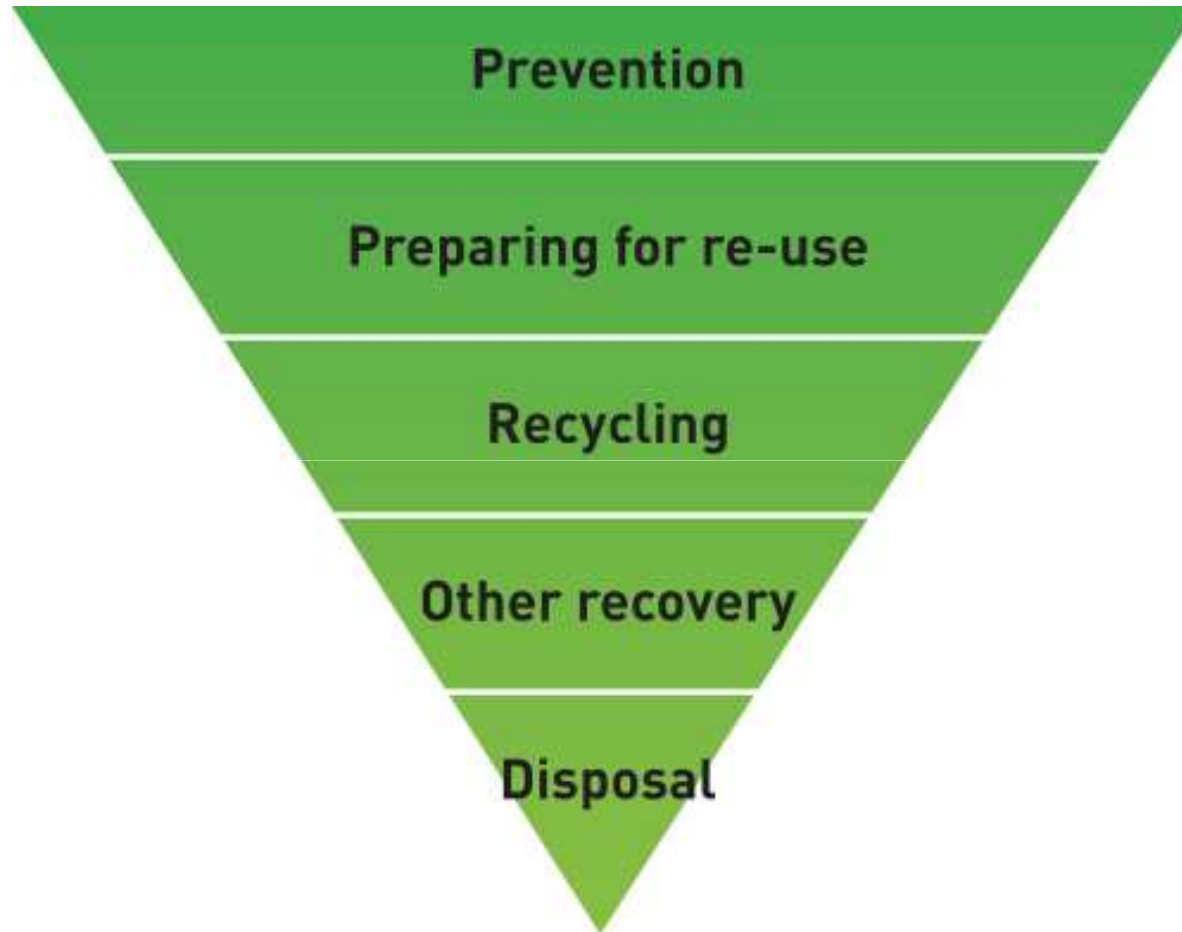 Prevention
Preparing for re-use
Recycling
Other recovery
Disposal